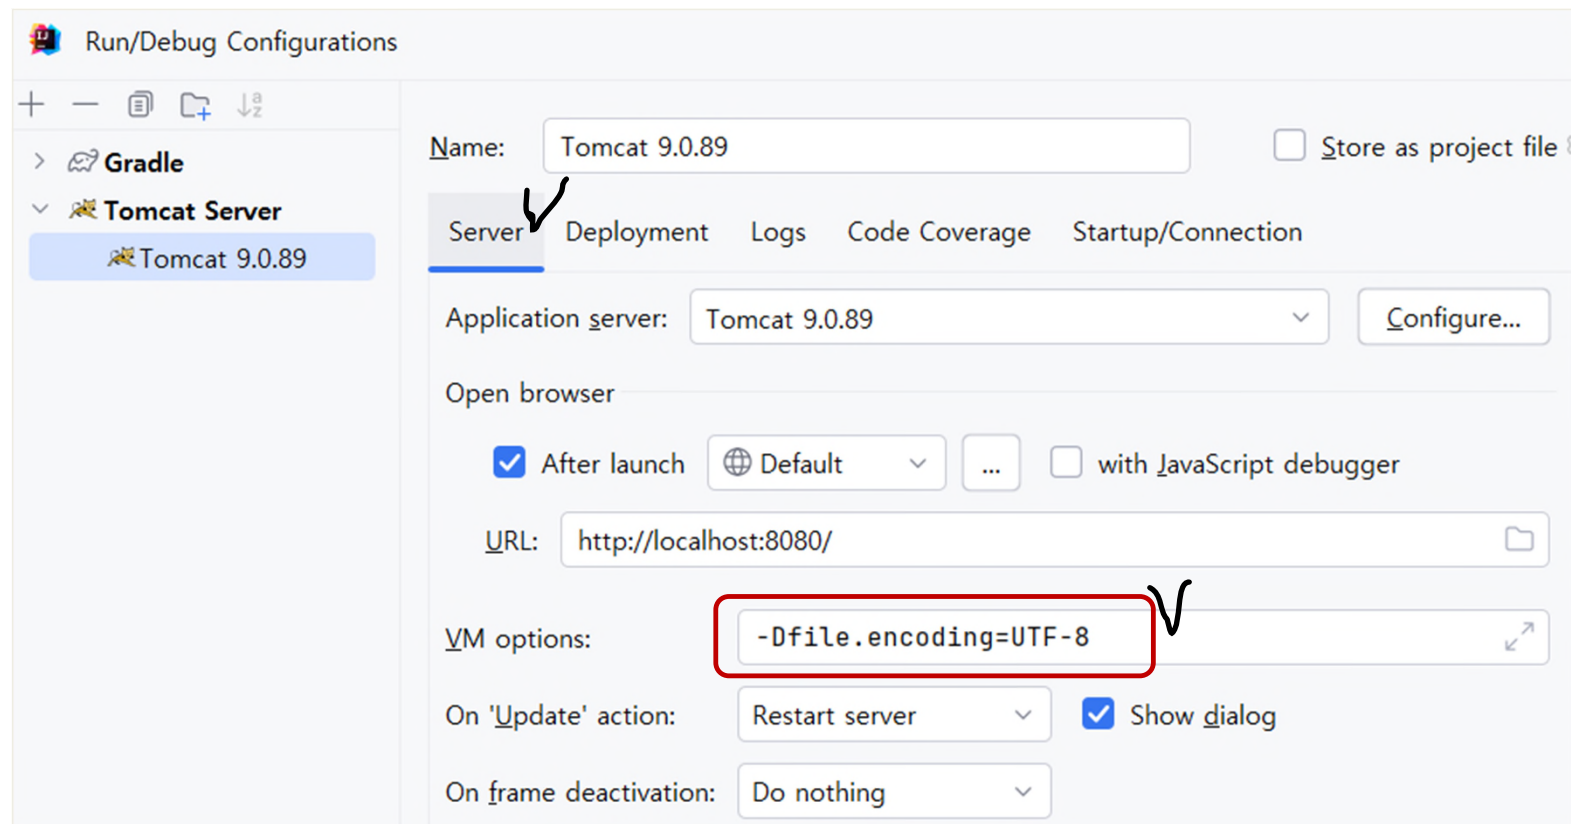 Run/Debug Configurations
Gradle
Tomcat Server
Tomcat 9.0.89
Name: Tomcat 9.0.89 Store as project file
Server Deployment Logs Code Coverage Startup/Connection
Application server: Tomcat 9.0.89 Configure...
Open browser
After launch Default ... with JavaScript debugger
URL: http://localhost:8080/
VM options: -Dfile.encoding=UTF-8
On 'Update' action: Restart server Show dialog
On frame deactivation: Do nothing